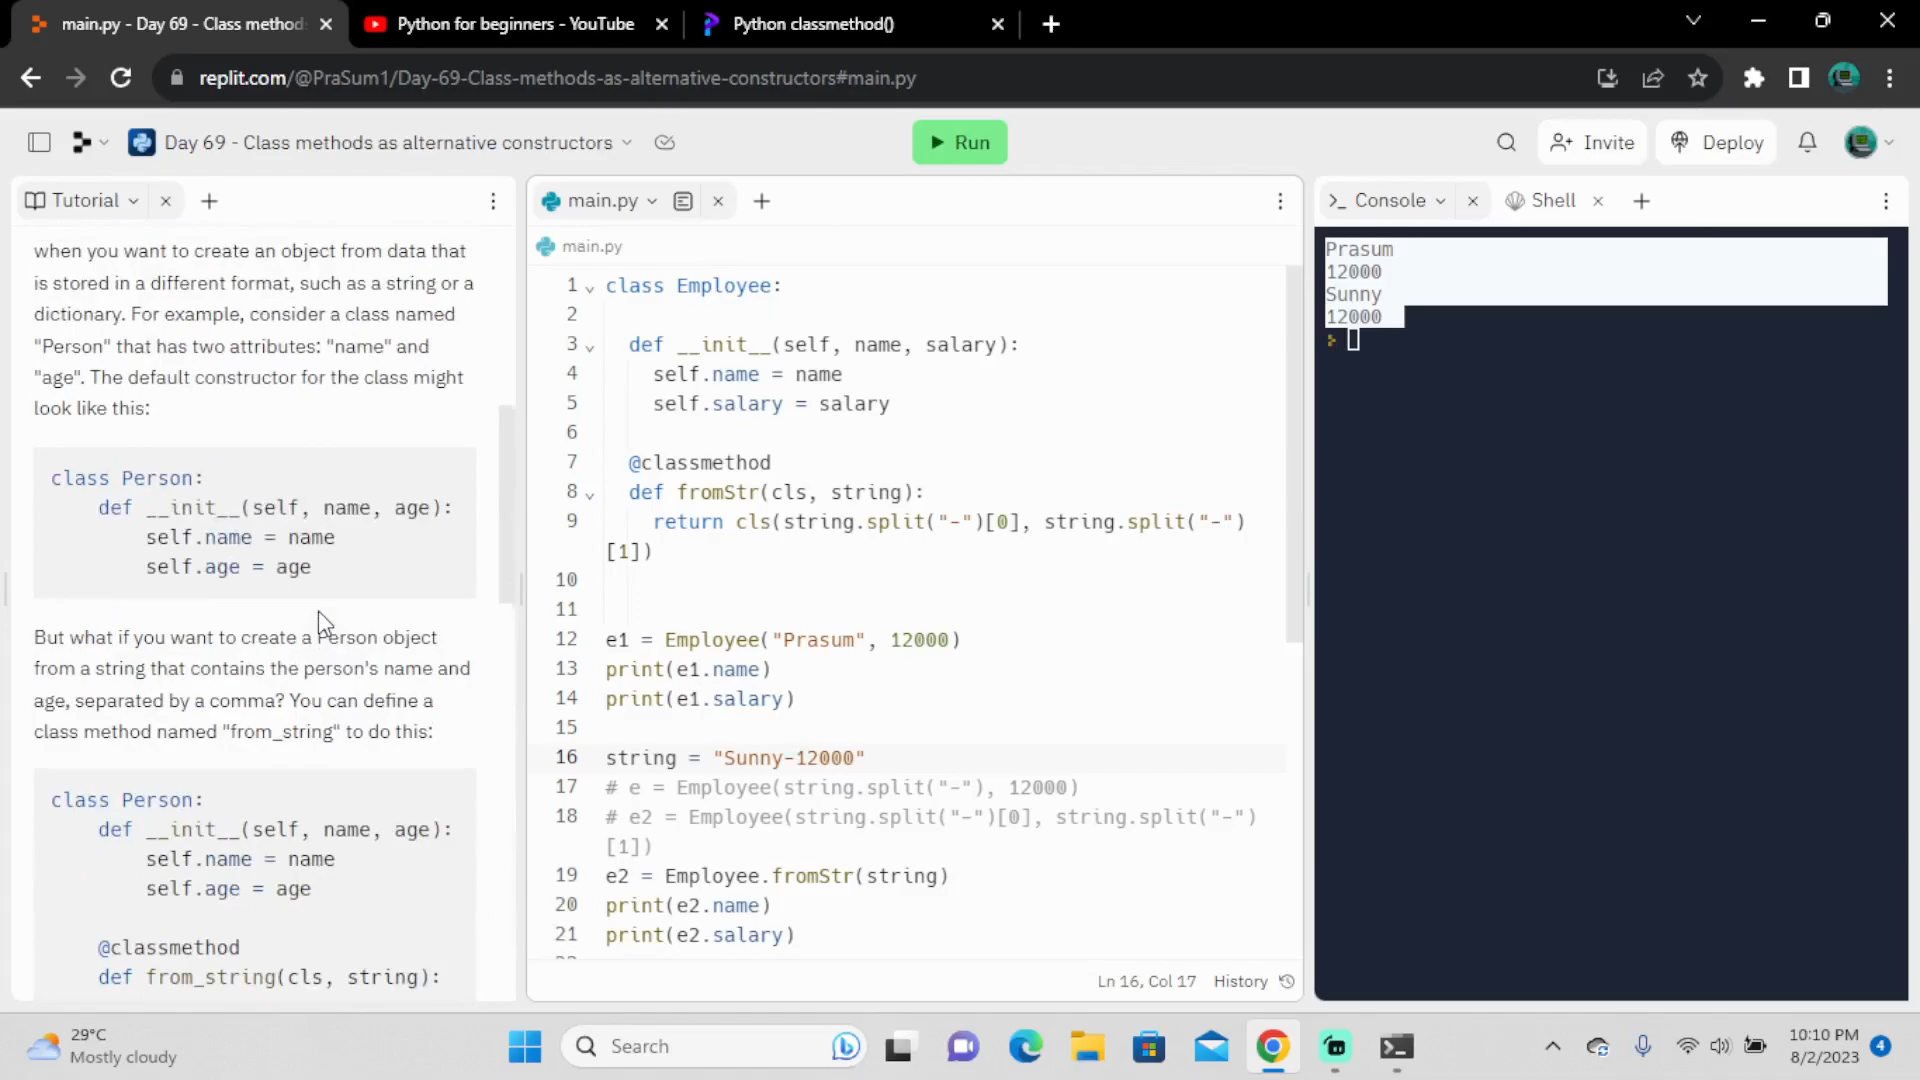 main.py - Day 69 - Class method
Python for beginners - YouTube
Python classmethod()
replit.com/@PraSum1/Day-69-Class-methods-as-alternative-constructors#main.py
Day 69 - Class methods as alternative constructors
Run
Invite
Deploy
Tutorial
when you want to create an object from data that
is stored in a different format, such as a string or a
dictionary. For example, consider a class named
"Person" that has two attributes: "name" and
"age". The default constructor for the class might
look like this:
class Person:
def __init__(self, name, age):
self.name = name
self.age = age
But what if you want to create a Person object
from a string that contains the person's name and
age, separated by a comma? You can define a
class method named "from_string" to do this:
class Person:
def __init__(self, name, age):
self.name = name
self.age = age
@classmethod
def from_string(cls, string):
main.py
main.py
1 class Employee:
2
3 def __init__(self, name, salary):
4 self.name = name
5 self.salary = salary
6
7 @classmethod
8 def fromStr(cls, string):
9 return cls(string.split("-")[0], string.split("-")
[1])
10
11
12 e1 = Employee("Prasum", 12000)
13 print(e1.name)
14 print(e1.salary)
15
16 string = "Sunny-12000"
17 # e = Employee(string.split("-"), 12000)
18 # e2 = Employee(string.split("-")[0], string.split("-")
[1])
19 e2 = Employee.fromStr(string)
20 print(e2.name)
21 print(e2.salary)
Ln 16, Col 17 History
>_ Console
Shell
Prasum
12000
Sunny
12000
29°C
Mostly cloudy
Search
10:10 PM
8/2/2023
4